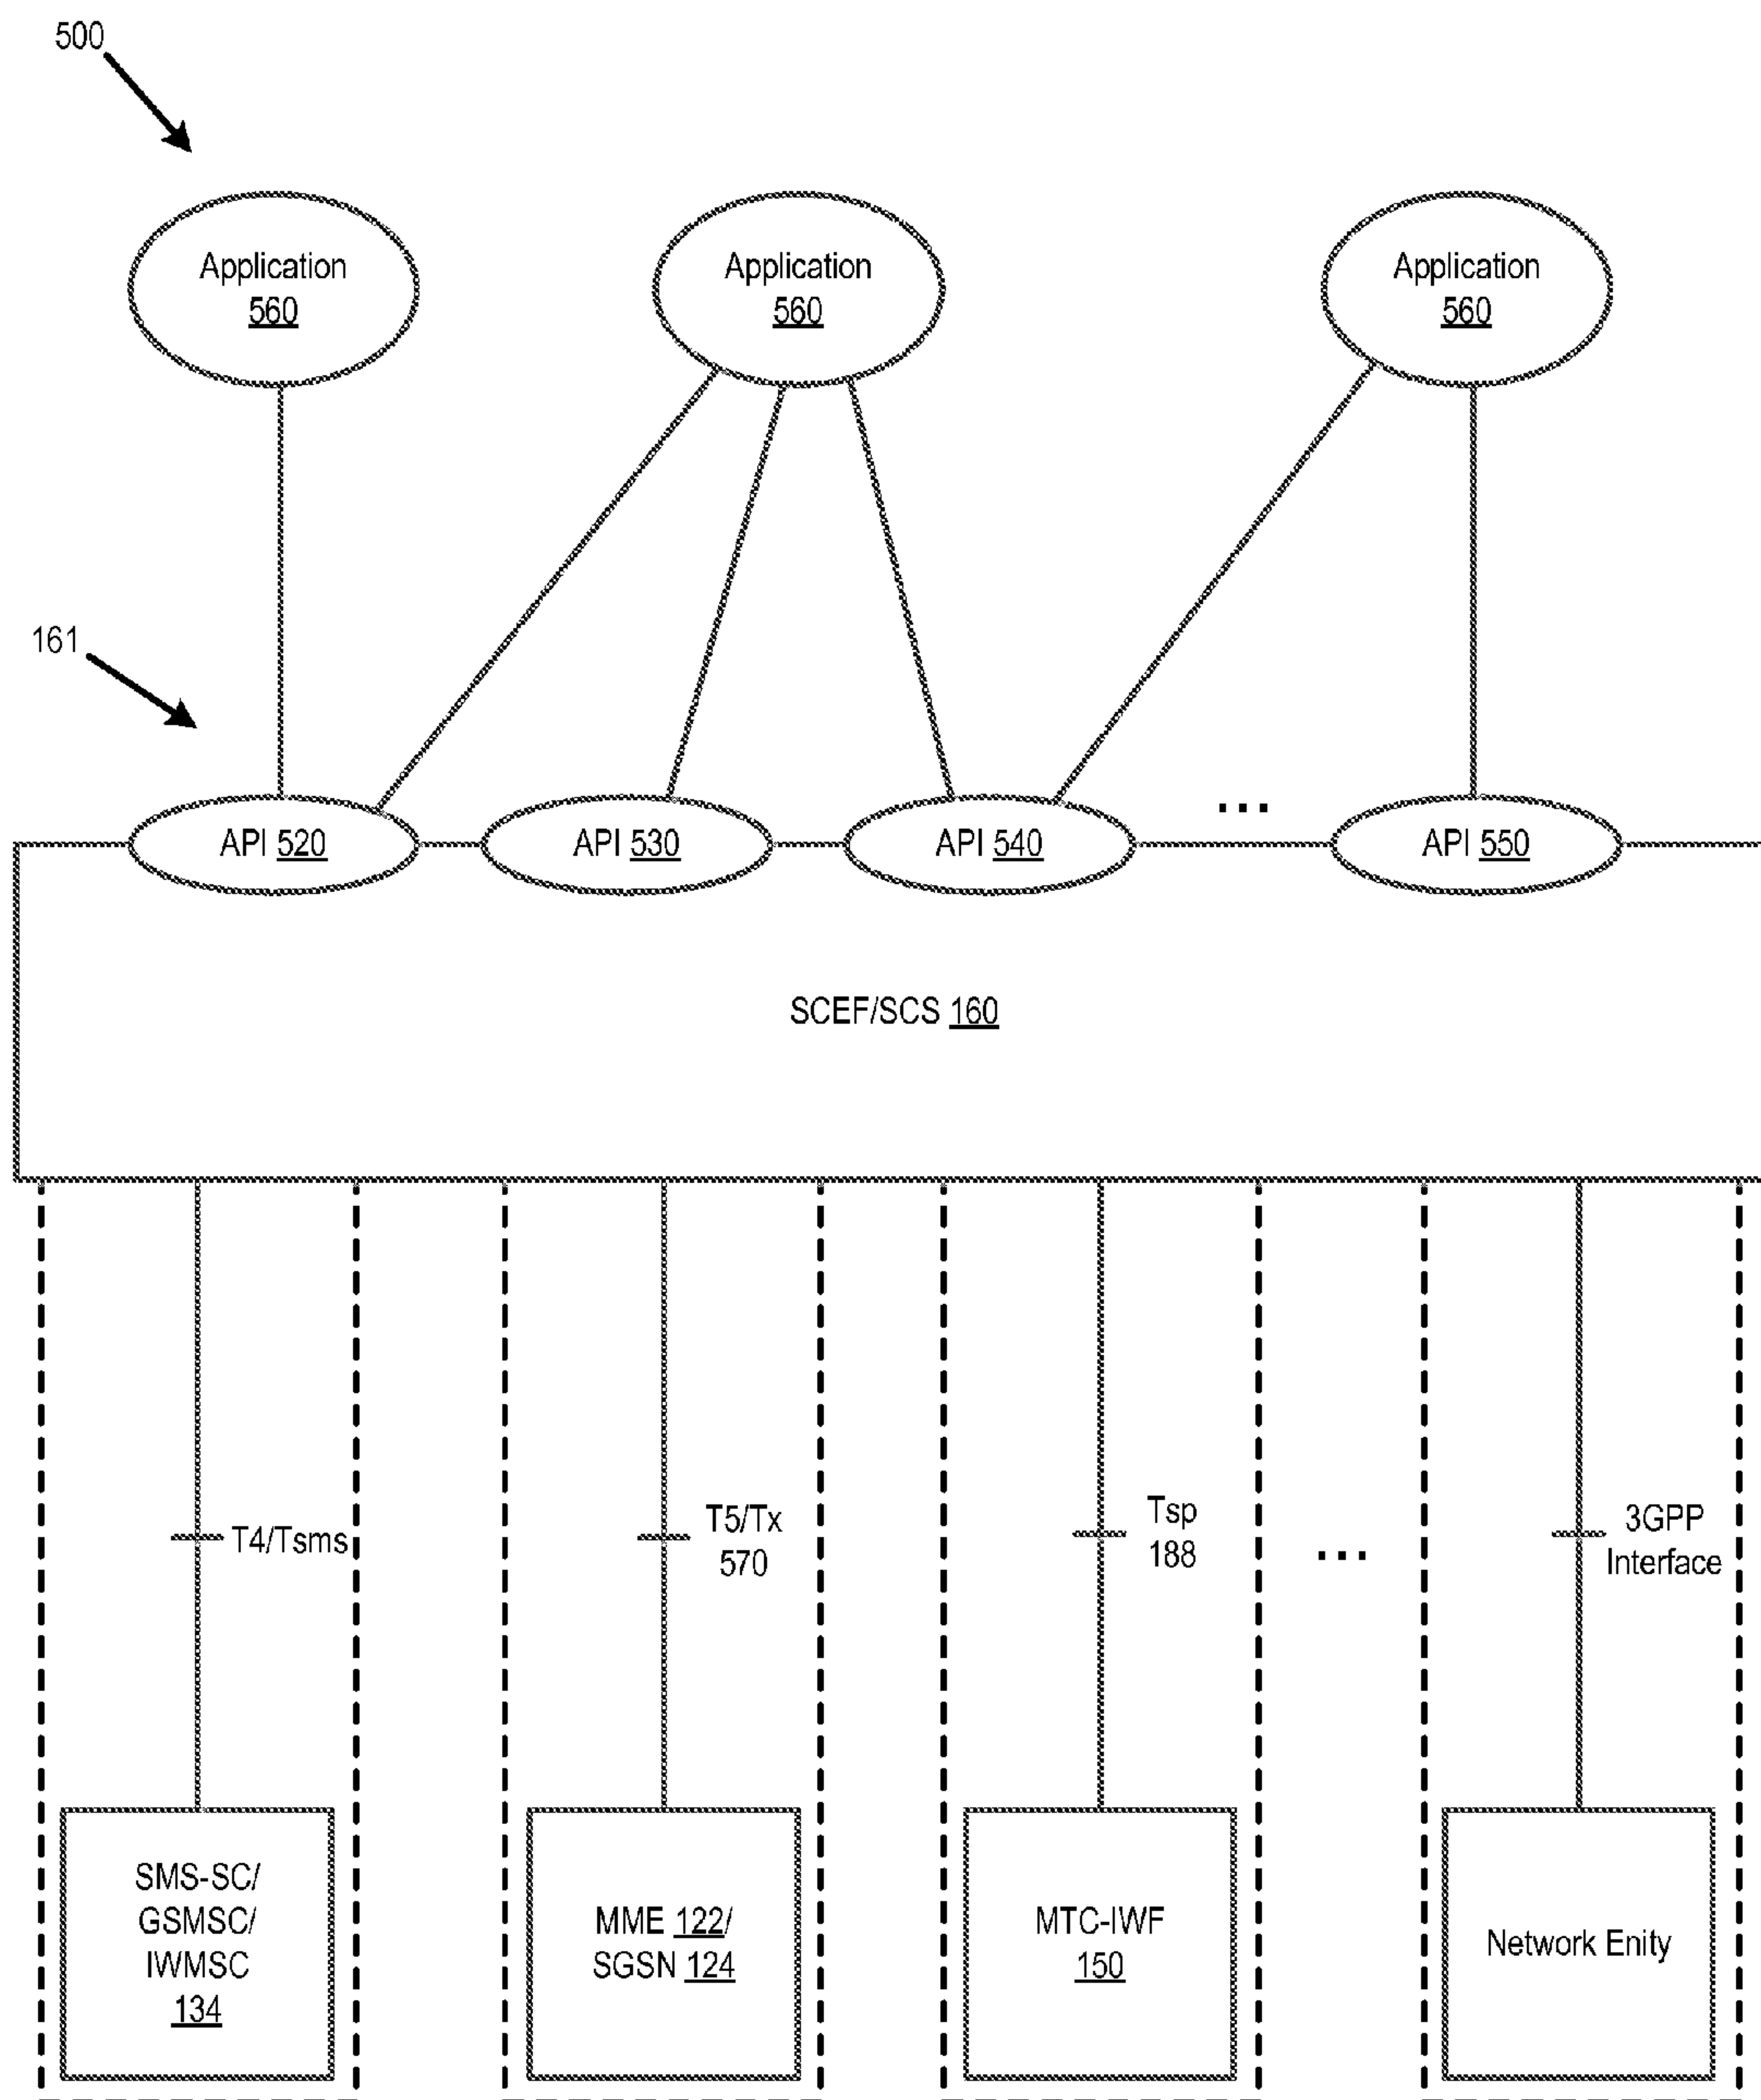 500
Application
560
Application
560
Application
560
161
API 520
API 530
API 540
...
API 550
SCEF/SCS 160
T4/Tsms
T5/Tx
570
Tsp
188
...
3GPP
Interface
SMS-SC/
GSMSC/
IWMSC
134
MME 122/
SGSN 124
MTC-IWF
150
Network Enity